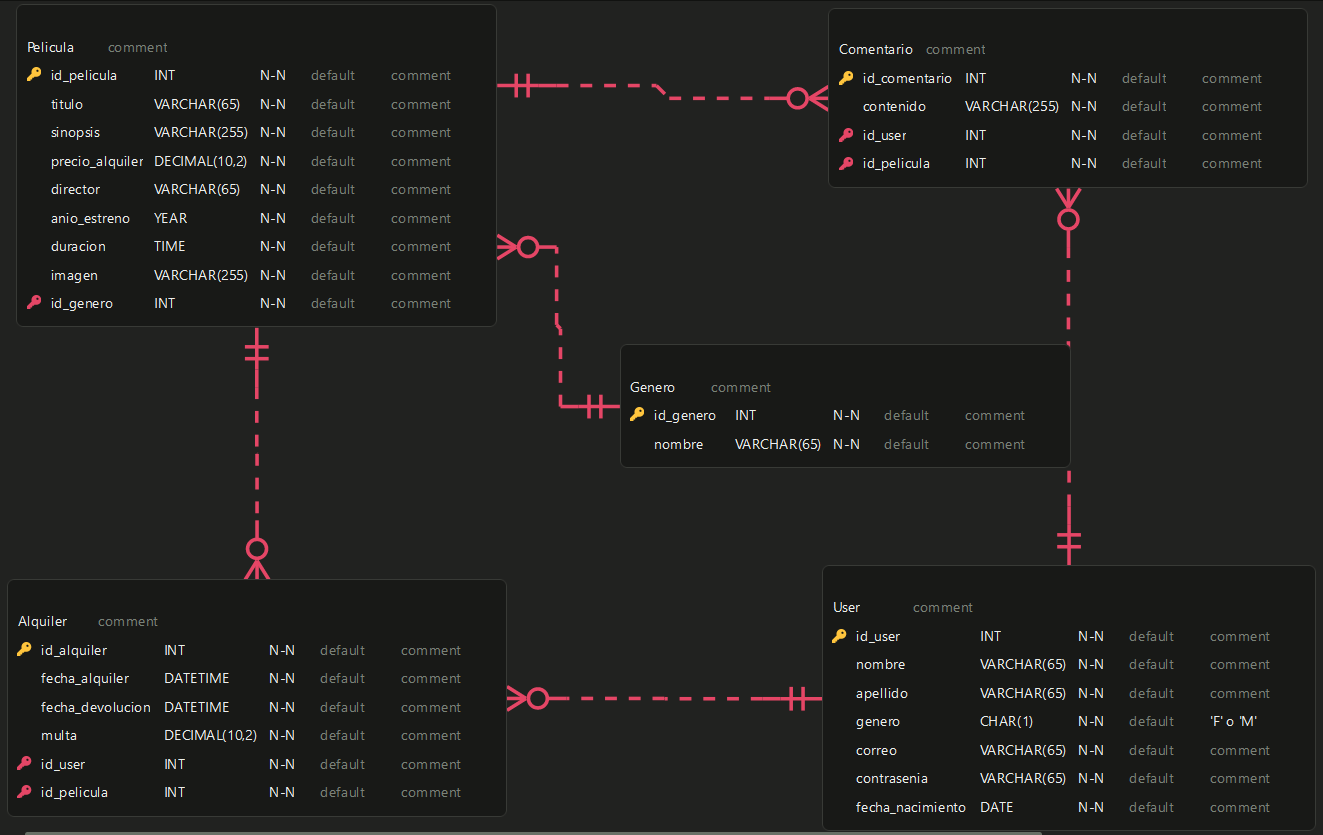 Pelicula comment
id_pelicula INT N-N default comment
titulo VARCHAR(65) N-N default comment
sinopsis VARCHAR(255) N-N default comment
precio_alquiler DECIMAL(10,2) N-N default comment
director VARCHAR(65) N-N default comment
anio_estreno YEAR N-N default comment
duracion TIME N-N default comment
imagen VARCHAR(255) N-N default comment
id_genero INT N-N default comment
Comentario comment
id_comentario INT N-N default comment
contenido VARCHAR(255) N-N default comment
id_user INT N-N default comment
id_pelicula INT N-N default comment
Genero comment
id_genero INT N-N default comment
nombre VARCHAR(65) N-N default comment
Alquiler comment
id_alquiler INT N-N default comment
fecha_alquiler DATETIME N-N default comment
fecha_devolucion DATETIME N-N default comment
multa DECIMAL(10,2) N-N default comment
id_user INT N-N default comment
id_pelicula INT N-N default comment
User comment
id_user INT N-N default comment
nombre VARCHAR(65) N-N default comment
apellido VARCHAR(65) N-N default comment
genero CHAR(1) N-N default 'F' o 'M'
correo VARCHAR(65) N-N default comment
contrasenia VARCHAR(65) N-N default comment
fecha_nacimiento DATE N-N default comment